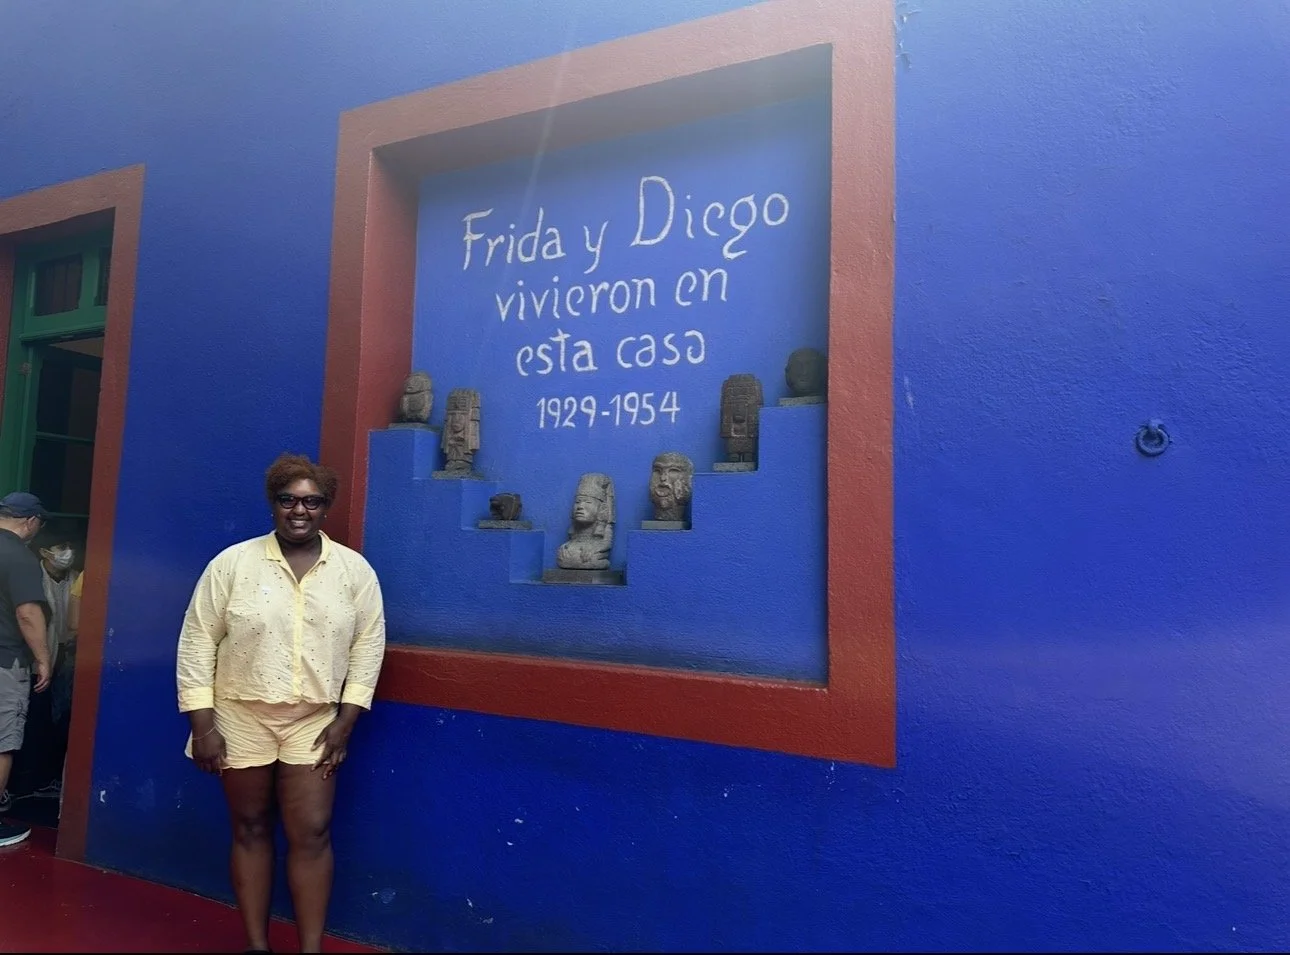 Frida y Diego
vivieron en
esta casa
1929-1954